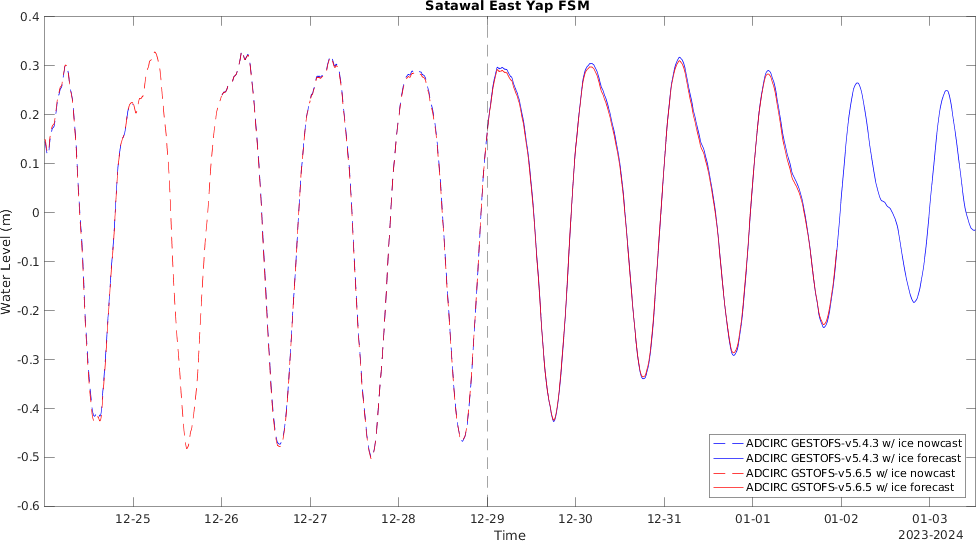 Satawal East Yap FSM
0.4
0.3
0.2
0.1
0
-0.1
-0.2
-0.3
-0.4
-0.5
-0.6
Water Level (m)
ADCIRC GESTOFS-v5.4.3 w/ ice nowcast
ADCIRC GESTOFS-v5.4.3 w/ ice forecast
ADCIRC GSTOFS-v5.6.5 w/ ice nowcast
ADCIRC GSTOFS-v5.6.5 w/ ice forecast
12-25 12-26 12-27 12-28 12-29 12-30 12-31 01-01 01-02 01-03
Time
2023-2024